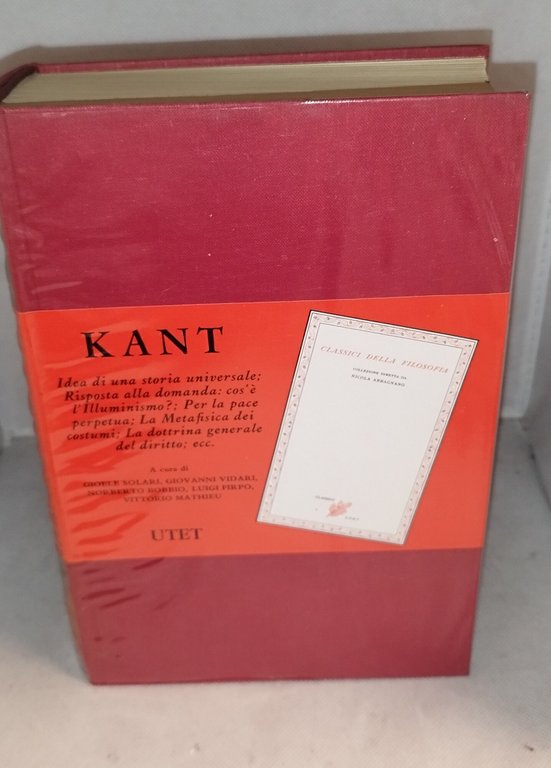 KANT
Idea di una storia universale;
Risposta alla domanda: cos'è
l'Illuminismo?; Per la pace
perpetua; La Metafisica dei
costumi; La dottrina generale
del diritto; ecc.
A cura di
GIOELE SOLARI, GIOVANNI VIDARI,
NORBERTO BOBBIO, LUIGI FIRPO,
VITTORIO MATHIEU
UTET
CLASSICI DELLA FILOSOFIA
COLLEZIONE DIRETTA DA
NICOLA ABBAGNANO
CLASSICI
UTET